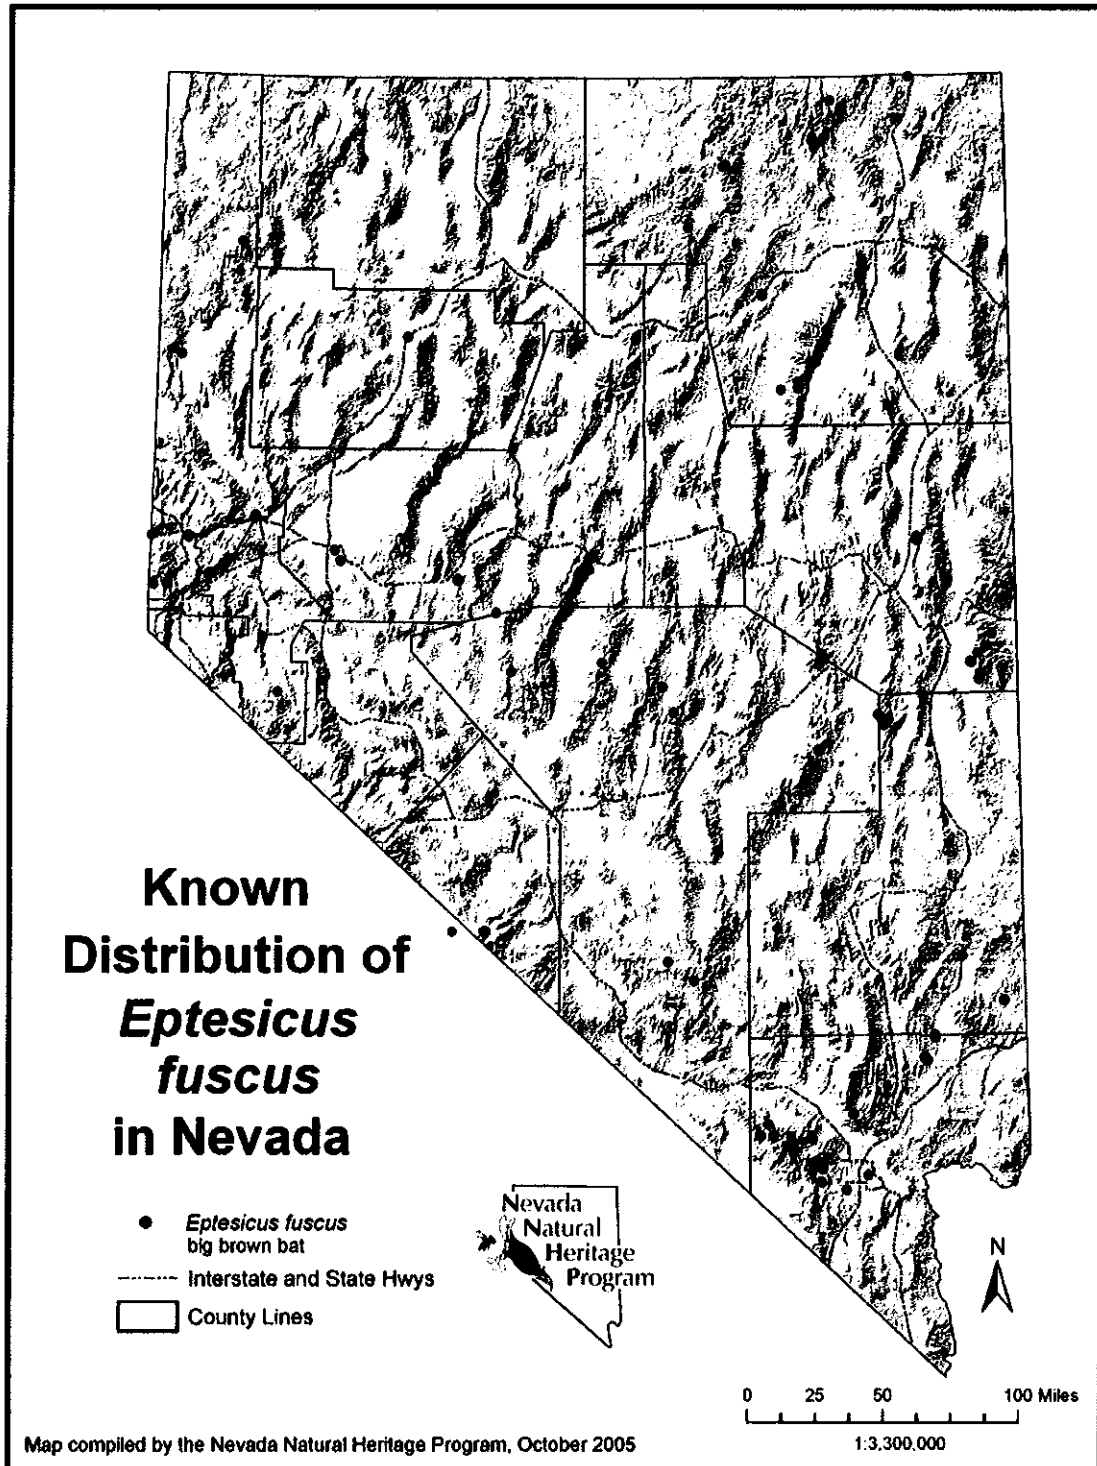 Known
Distribution of
Eptesicus
fuscus
in Nevada
Eptesicus fuscus
big brown bat
Interstate and State Hwys
County Lines
Nevada
Natural
Heritage
Program
N
0 25 50 100 Miles
1:3,300,000
Map compiled by the Nevada Natural Heritage Program, October 2005